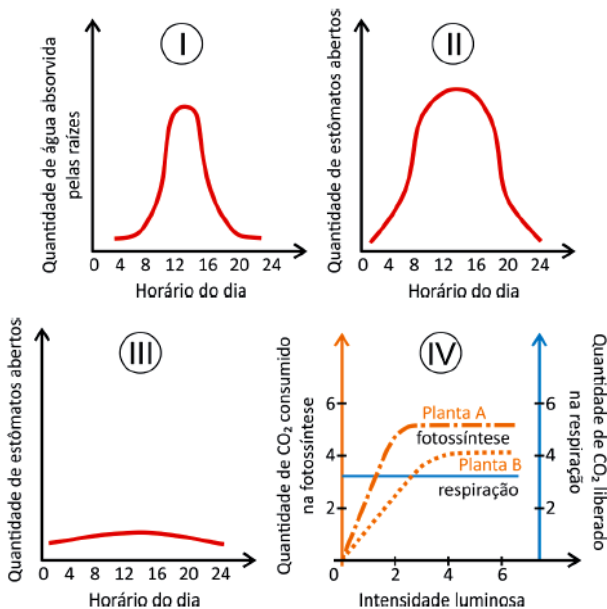 I
Quantidade de água absorvida
pelas raízes
0 4 8 12 16 20 24
Horário do dia
II
Quantidade de estômatos abertos
0 4 8 12 16 20 24
Horário do dia
III
Quantidade de estômatos abertos
0 4 8 12 16 20 24
Horário do dia
IV
Quantidade de CO₂ consumido
na fotossíntese
6
4
2
Planta A
fotossíntese
Planta B
respiração
6
4
2
Quantidade de CO₂ liberado
na respiração
0 2 4 6
Intensidade luminosa